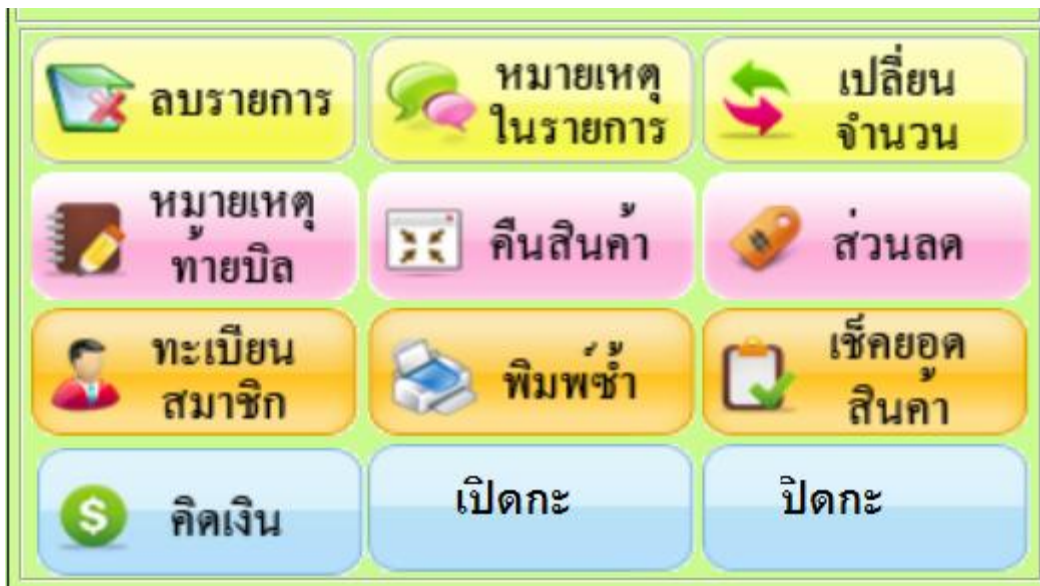 ลบรายการ
หมายเหตุ
ในรายการ
เปลี่ยน
จำนวน
หมายเหตุ
ท้ายบิล
คืนสินค้า
ส่วนลด
ทะเบียน
สมาชิก
พิมพ์ซ้ำ
เช็คยอด
สินค้า
คิดเงิน
เปิดกะ
ปิดกะ